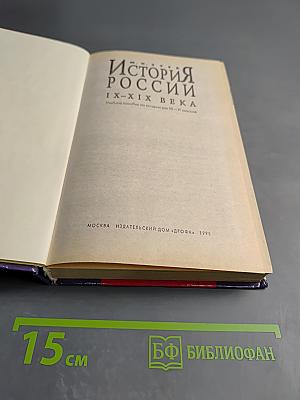 ИСТОРИЯ
РОССИИ
IX–XIX ВЕКА
МОСКВА ИЗДАТЕЛЬСКИЙ ДОМ «ДРОФА»
15 см
БФ БИБЛИОФАН